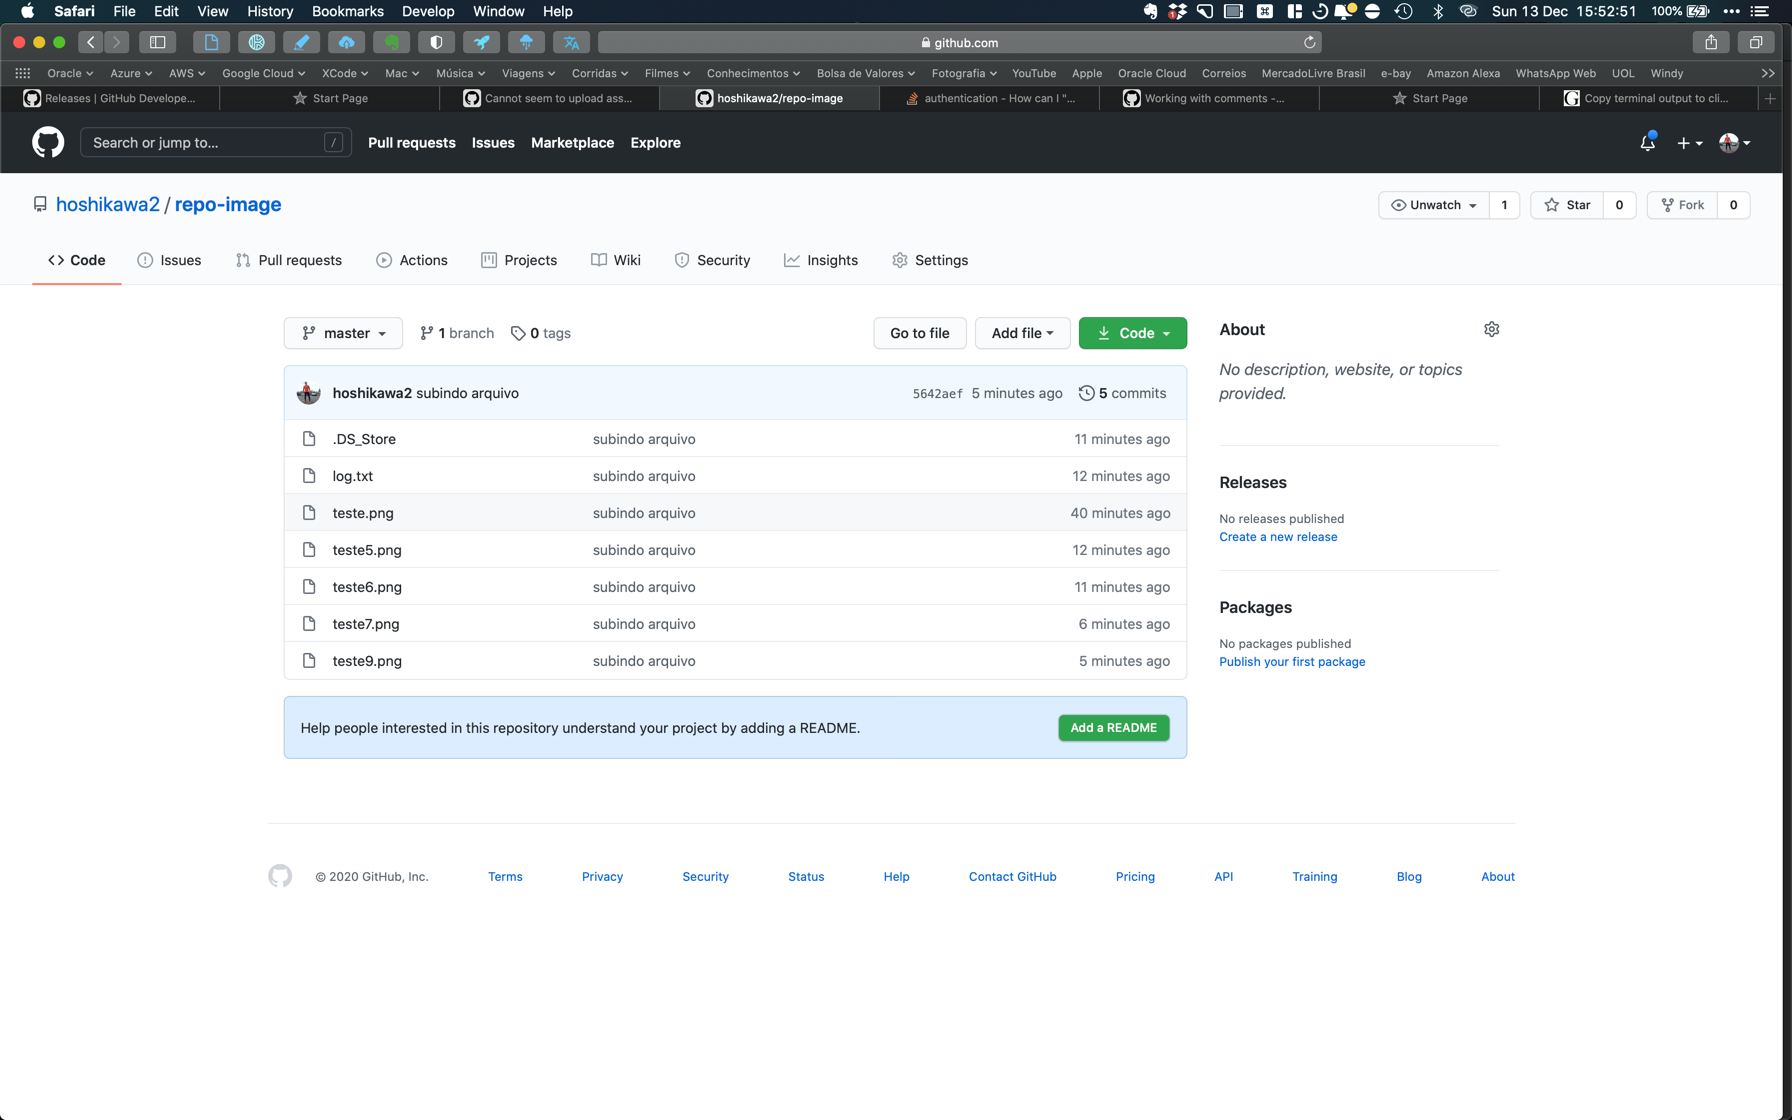 Safari File Edit View History Bookmarks Develop Window Help Sun 13 Dec 15:52:51 100%
github.com
Oracle Azure AWS Google Cloud XCode Mac Música Viagens Corridas Filmes Conhecimentos Bolsa de Valores Fotografia YouTube Apple Oracle Cloud Correios MercadoLivre Brasil e-bay Amazon Alexa WhatsApp Web UOL Windy
Releases | GitHub Develope... Start Page Cannot seem to upload ass... hoshikawa2/repo-image authentication - How can I "... Working with comments -... Start Page Copy terminal output to cli...
Search or jump to... / Pull requests Issues Marketplace Explore
hoshikawa2 / repo-image Unwatch 1 Star 0 Fork 0
Code Issues Pull requests Actions Projects Wiki Security Insights Settings
master 1 branch 0 tags Go to file Add file Code
hoshikawa2 subindo arquivo 5642aef 5 minutes ago 5 commits
.DS_Store subindo arquivo 11 minutes ago
log.txt subindo arquivo 12 minutes ago
teste.png subindo arquivo 40 minutes ago
teste5.png subindo arquivo 12 minutes ago
teste6.png subindo arquivo 11 minutes ago
teste7.png subindo arquivo 6 minutes ago
teste9.png subindo arquivo 5 minutes ago
Help people interested in this repository understand your project by adding a README. Add a README
About
No description, website, or topics
provided.
Releases
No releases published
Create a new release
Packages
No packages published
Publish your first package
© 2020 GitHub, Inc. Terms Privacy Security Status Help Contact GitHub Pricing API Training Blog About